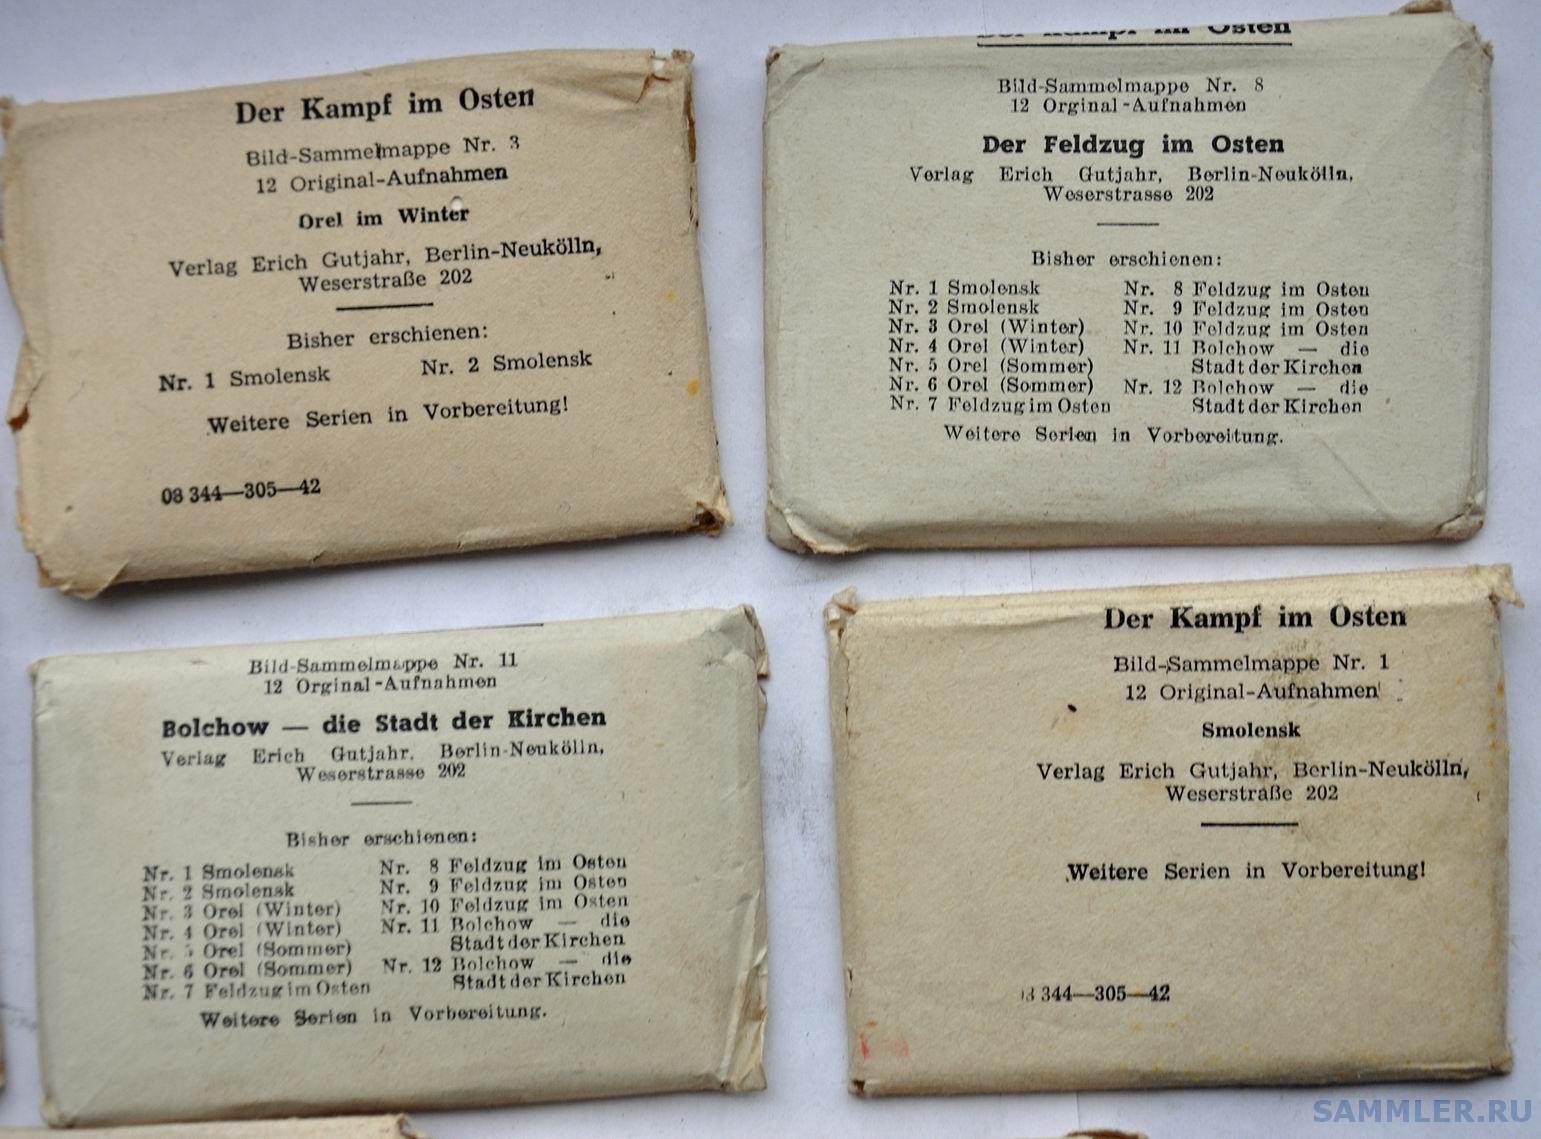 Der Kampf im Osten
Bild-Sammelmappe Nr. 3
12 Original-Aufnahmen
Orel im Winter
Verlag Erich Gutjahr, Berlin-Neukölln,
Weserstraße 202
Bisher erschienen:
Nr. 1 Smolensk Nr. 2 Smolensk
Weitere Serien in Vorbereitung!
08 344—305—42
Der Kampf im Osten
Bild-Sammelmappe Nr. 8
12 Orginal-Aufnahmen
Der Feldzug im Osten
Verlag Erich Gutjahr, Berlin-Neukölln,
Weserstrasse 202
Bisher erschienen:
Nr. 1 Smolensk Nr. 8 Feldzug im Osten
Nr. 2 Smolensk Nr. 9 Feldzug im Osten
Nr. 3 Orel (Winter) Nr. 10 Feldzug im Osten
Nr. 4 Orel (Winter) Nr. 11 Bolchow — die
Nr. 5 Orel (Sommer) Stadt der Kirchen
Nr. 6 Orel (Sommer) Nr. 12 Bolchow — die
Nr. 7 Feldzug im Osten Stadt der Kirchen
Weitere Serien in Vorbereitung.
Bild-Sammelmappe Nr. 11
12 Orginal-Aufnahmen
Bolchow — die Stadt der Kirchen
Verlag Erich Gutjahr, Berlin-Neukölln,
Weserstrasse 202
Bisher erschienen:
Nr. 1 Smolensk Nr. 8 Feldzug im Osten
Nr. 2 Smolensk Nr. 9 Feldzug im Osten
Nr. 3 Orel (Winter) Nr. 10 Feldzug im Osten
Nr. 4 Orel (Winter) Nr. 11 Bolchow — die
Nr. 5 Orel (Sommer) Stadt der Kirchen
Nr. 6 Orel (Sommer) Nr. 12 Bolchow — die
Nr. 7 Feldzug im Osten Stadt der Kirchen
Weitere Serien in Vorbereitung.
Der Kampf im Osten
Bild-Sammelmappe Nr. 1
12 Original-Aufnahmen
Smolensk
Verlag Erich Gutjahr, Berlin-Neukölln,
Weserstraße 202
Weitere Serien in Vorbereitung!
344—305—42
SAMMLER.RU